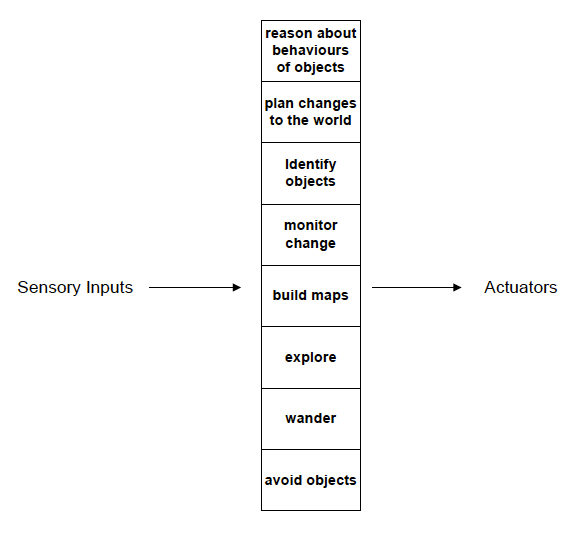 reason about
behaviours
of objects
plan changes
to the world
Identify
objects
monitor
change
Sensory Inputs
build maps
Actuators
explore
wander
avoid objects